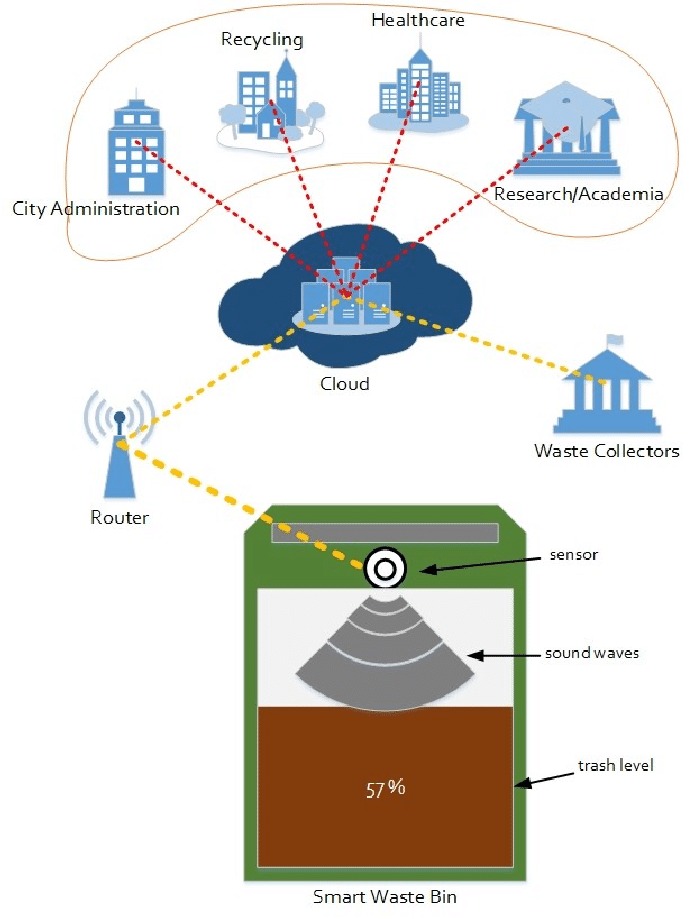 Healthcare
Recycling
City Administration
Research/Academia
Cloud
Waste Collectors
Router
sensor
sound waves
trash level
57%
Smart Waste Bin